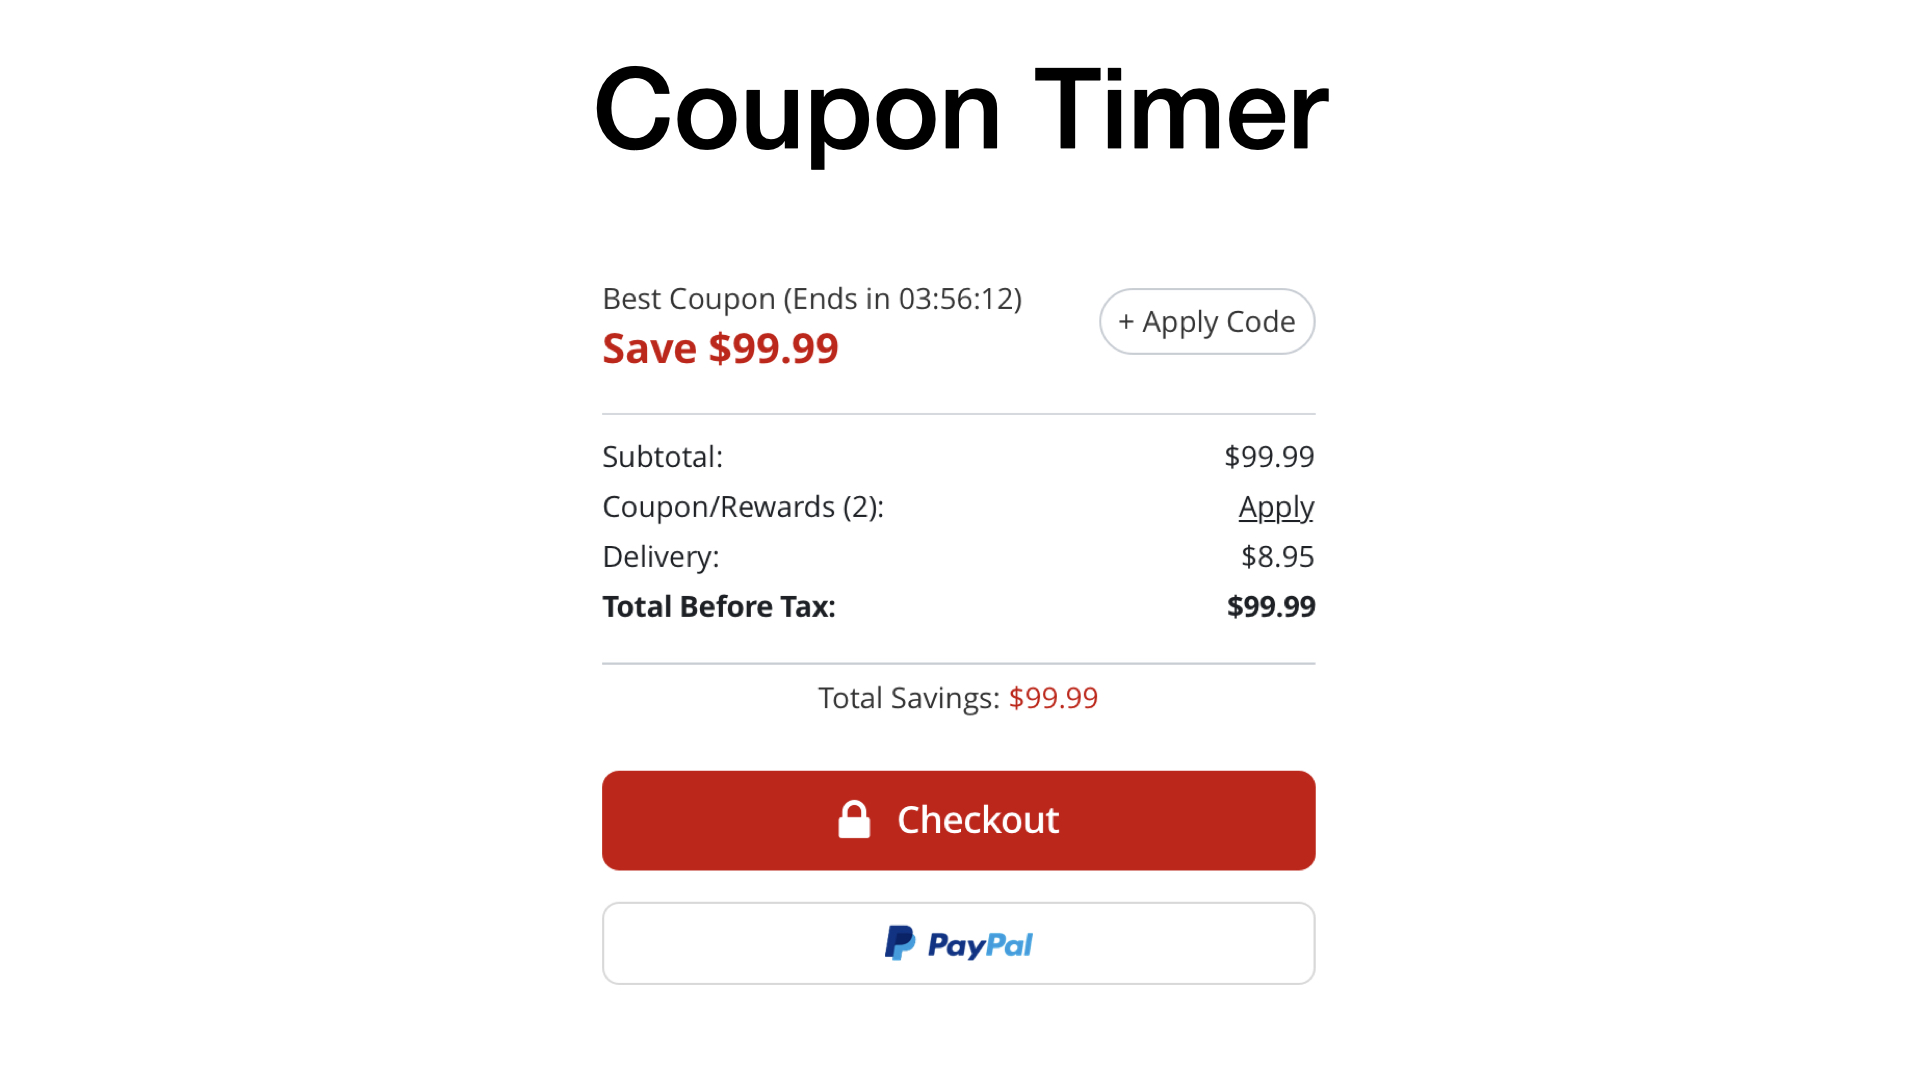 Coupon Timer
Best Coupon (Ends in 03:56:12)
Save $99.99
+ Apply Code
Subtotal: $99.99
Coupon/Rewards (2): Apply
Delivery: $8.95
Total Before Tax: $99.99
Total Savings: $99.99
Checkout
PayPal